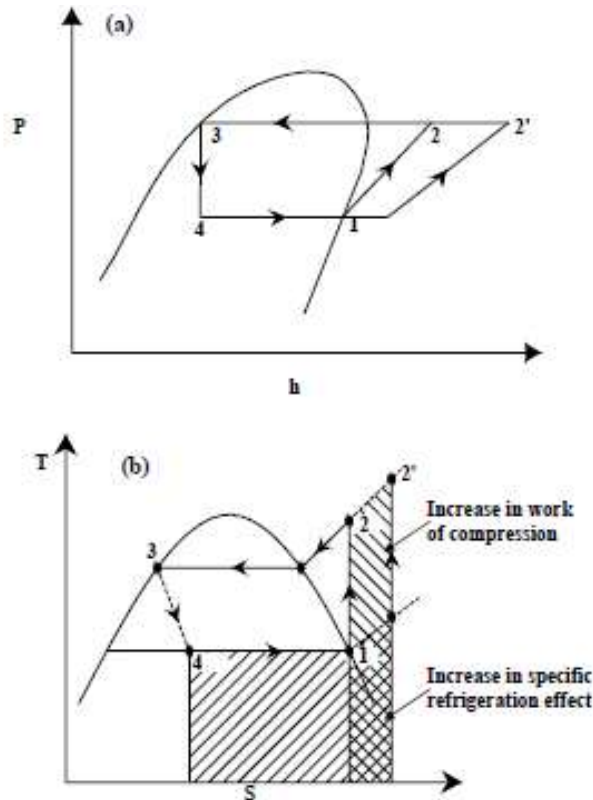 (a)
P
3
2
2'
4
1
h
T
(b)
2'
2
Increase in work
of compression
3
4
1
Increase in specific
refrigeration effect
S